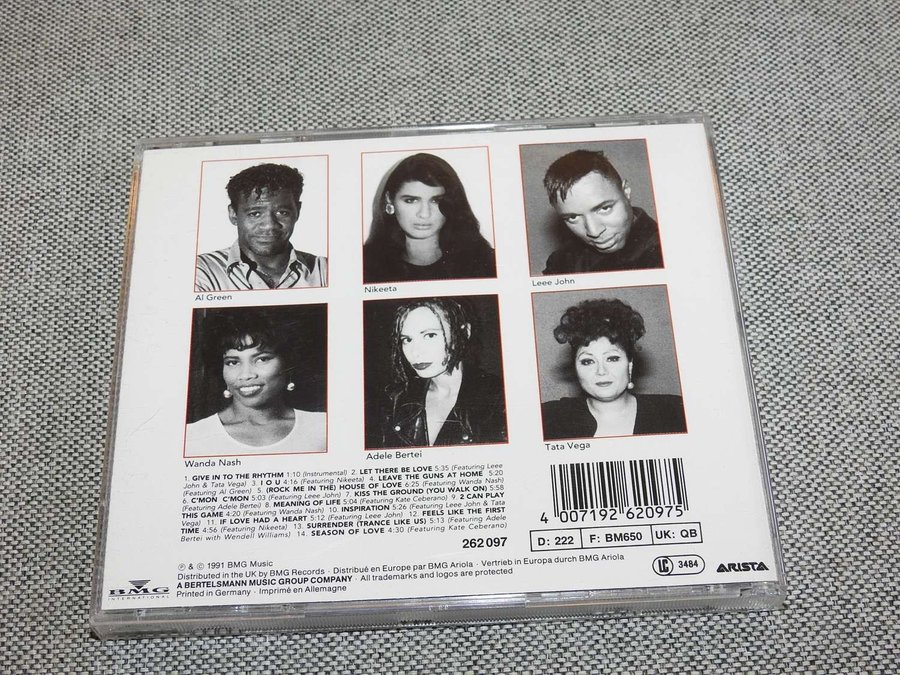 Al Green
Nikeeta
Leee John
Wanda Nash
Adele Bertei
Tata Vega
1. GIVE IN TO THE RHYTHM 1:10 (Instrumental) 2. LET THERE BE LOVE 5.35 (Featuring Leee
John & Tata Vega) 3. I O U 4:16 (Featuring Nikeeta) 4. LEAVE THE GUNS AT HOME 5:20
(Featuring Al Green) 5. (ROCK ME IN THE) HOUSE OF LOVE 6:25 (Featuring Wanda Nash)
6. C'MON C'MON 5:03 (Featuring Leee John) 7. KISS THE GROUND (YOU WALK ON) 5:58
(Featuring Adele Bertei) 8. MEANING OF LIFE 5:04 (Featuring Kate Ceberano) 9. 2 CAN PLAY
THIS GAME 4:20 (Featuring Wanda Nash) 10. INSPIRATION 5:26 (Featuring Leee John & Tata
Vega) 11. IF LOVE HAD A HEART 5:12 (Featuring Leee John) 12. FEELS LIKE THE FIRST
TIME 4:56 (Featuring Nikeeta) 13. SURRENDER (TRANCE LIKE US) 5:13 (Featuring Adele
Bertei with Wendell Williams) 14. SEASON OF LOVE 4:30 (Featuring Kate Ceberano)
262 097
4 007192 620975
D: 222 F: BM650 UK: QB
BMG
INTERNATIONAL
℗ & © 1991 BMG Music
Distributed in the UK by BMG Records · Distribué en Europe par BMG Ariola · Vertrieb in Europa durch BMG Ariola
A BERTELSMANN MUSIC GROUP COMPANY · All trademarks and logos are protected
Printed in Germany · Imprimé en Allemagne
LC 3484
ARISTA